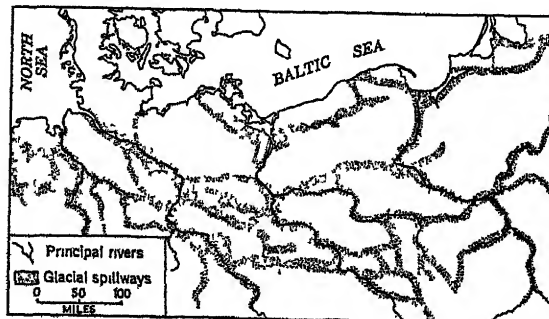 NORTH
SEA
BALTIC SEA
Principal rivers
Glacial spillways
0 50 100
MILES